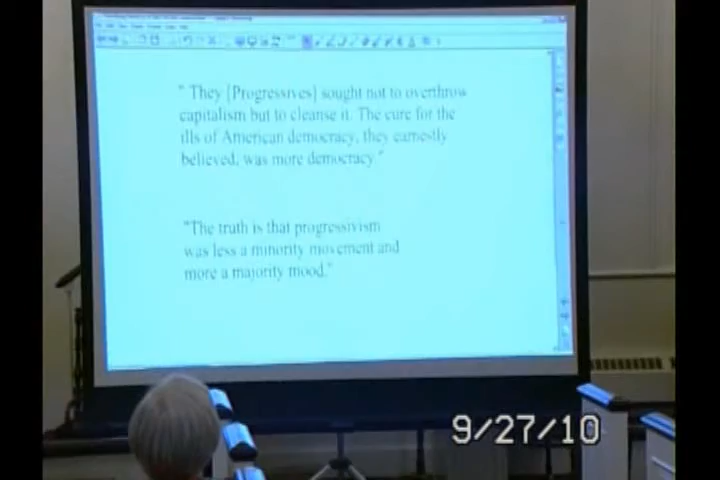 " They [Progressives] sought not to overthrow
capitalism but to cleanse it. The cure for the
ills of American democracy, they earnestly
believed, was more democracy."
"The truth is that progressivism
was less a minority movement and
more a majority mood."
9/27/10